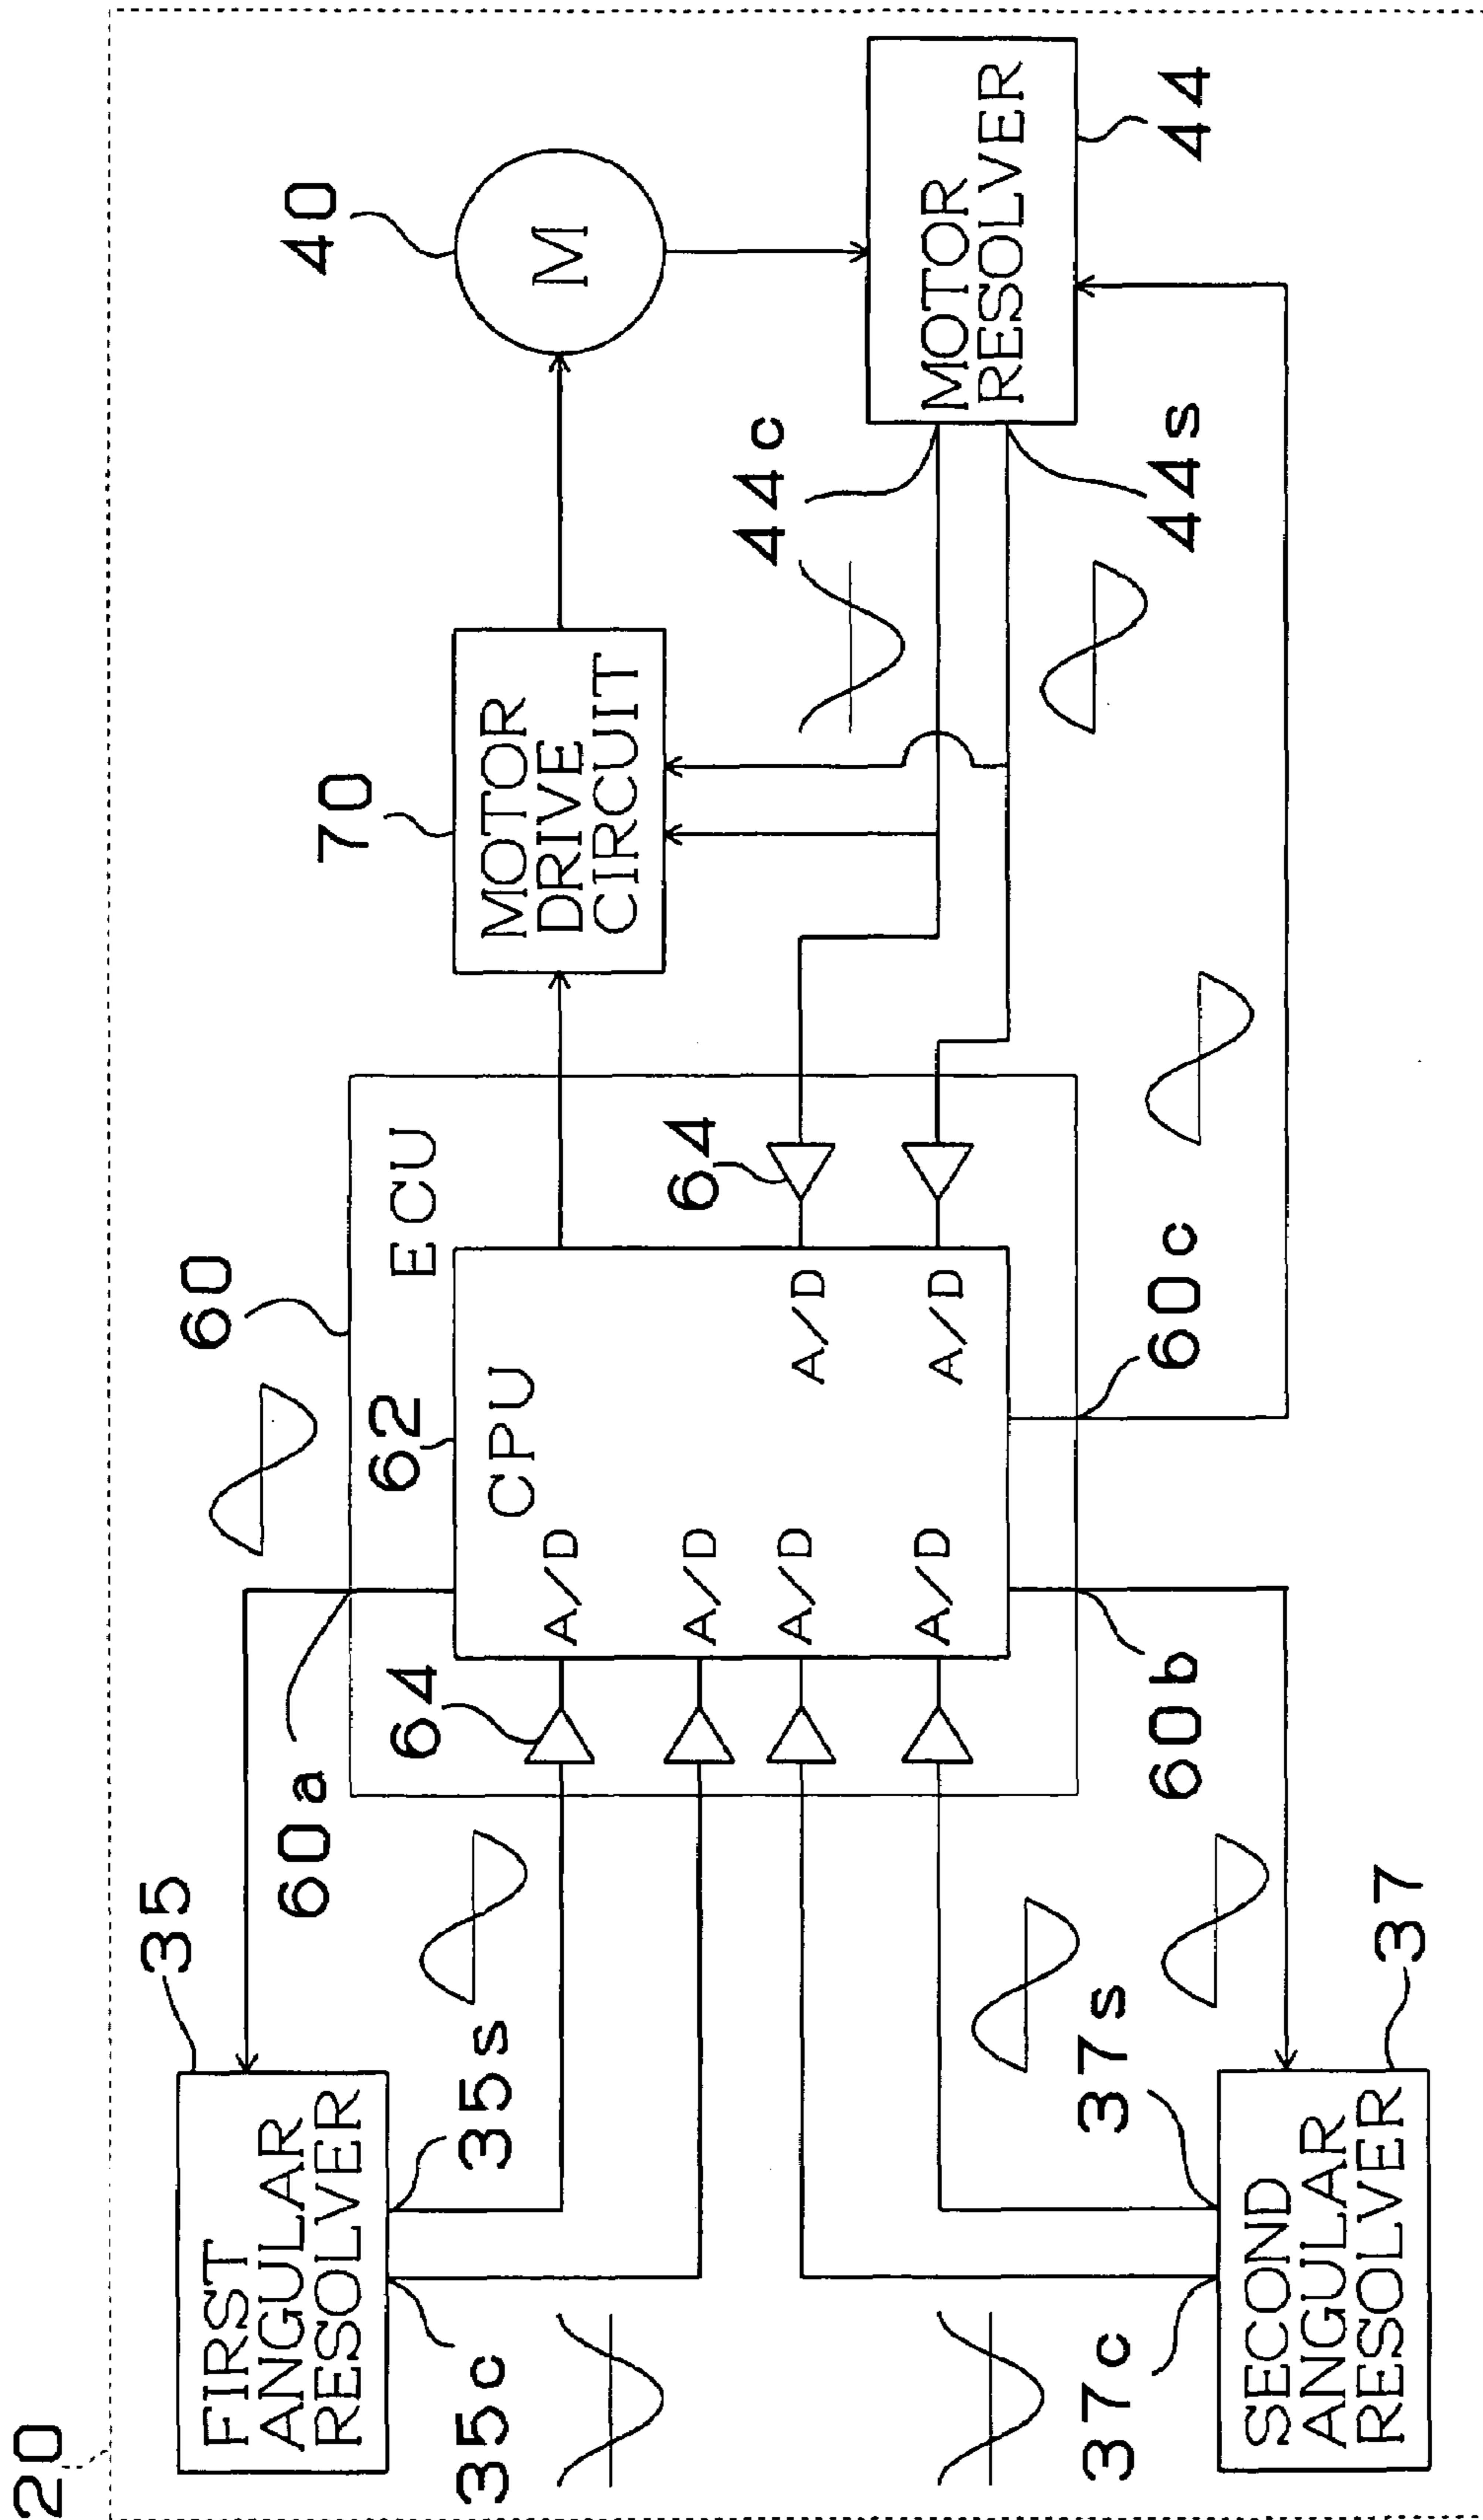 20
35
FIRST
ANGULAR
RESOLVER
35c
35s
60a
60
ECU
62
CPU
64
A/D
A/D
A/D
A/D
A/D
A/D
64
60b
60c
70
MOTOR
DRIVE
CIRCUIT
40
M
44c
44s
MOTOR
RESOLVER
44
37c
37s
SECOND
ANGULAR
RESOLVER
37